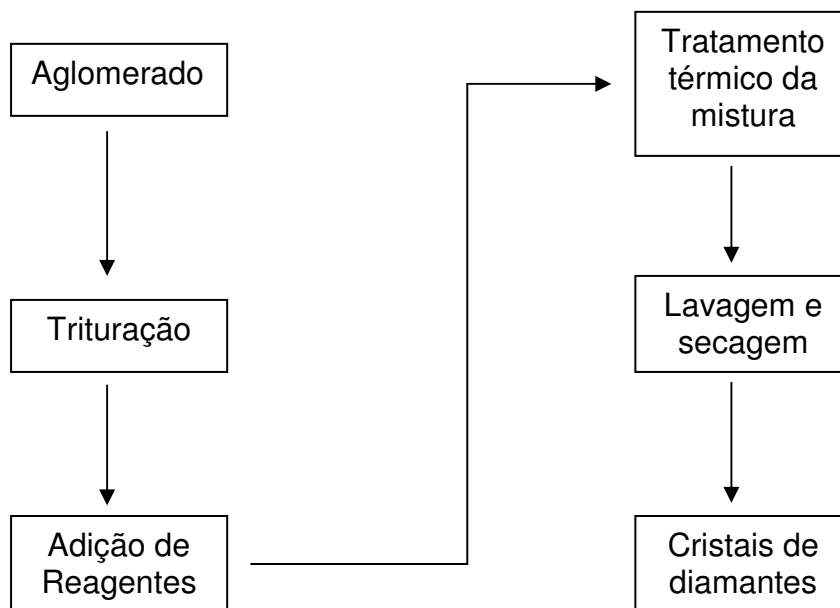 Aglomerado
Trituração
Adição de
Reagentes
Tratamento
térmico da
mistura
Lavagem e
secagem
Cristais de
diamantes